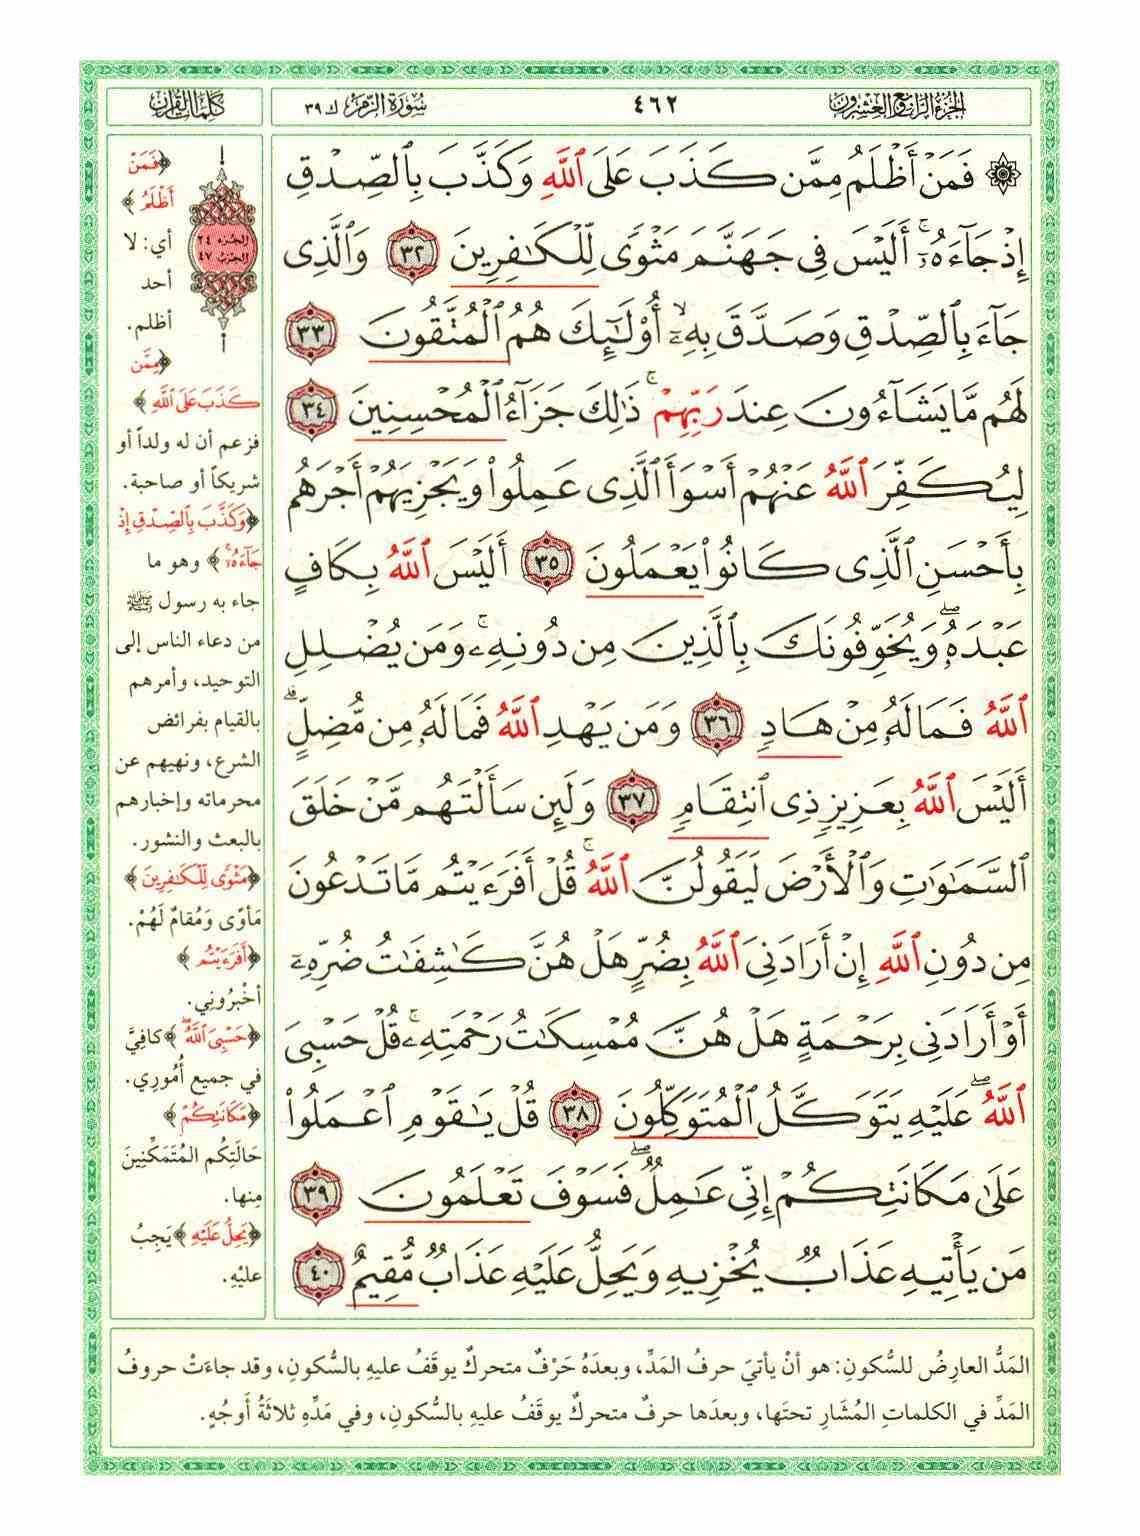 الجزء الرابع والعشرون
٤٦٢
سورة الزمر ك ٣٩
كلمات القرآن
۞ فَمَنْ أَظْلَمُ مِمَّن كَذَبَ عَلَى ٱللَّهِ وَكَذَّبَ بِٱلصِّدْقِ
إِذْ جَآءَهُۥٓ ۚ أَلَيْسَ فِى جَهَنَّمَ مَثْوًى لِّلْكَٰفِرِينَ ٣٢ وَٱلَّذِى
جَآءَ بِٱلصِّدْقِ وَصَدَّقَ بِهِۦٓ ۙ أُو۟لَٰٓئِكَ هُمُ ٱلْمُتَّقُونَ ٣٣
لَهُم مَّا يَشَآءُونَ عِندَ رَبِّهِمْ ۚ ذَٰلِكَ جَزَآءُ ٱلْمُحْسِنِينَ ٣٤
لِيُكَفِّرَ ٱللَّهُ عَنْهُمْ أَسْوَأَ ٱلَّذِى عَمِلُوا۟ وَيَجْزِيَهُمْ أَجْرَهُم
بِأَحْسَنِ ٱلَّذِى كَانُوا۟ يَعْمَلُونَ ٣٥ أَلَيْسَ ٱللَّهُ بِكَافٍ
عَبْدَهُۥ ۖ وَيُخَوِّفُونَكَ بِٱلَّذِينَ مِن دُونِهِۦ ۚ وَمَن يُضْلِلِ
ٱللَّهُ فَمَا لَهُۥ مِنْ هَادٍ ٣٦ وَمَن يَهْدِ ٱللَّهُ فَمَا لَهُۥ مِن مُّضِلٍّ ۗ
أَلَيْسَ ٱللَّهُ بِعَزِيزٍ ذِى ٱنتِقَامٍ ٣٧ وَلَئِن سَأَلْتَهُم مَّنْ خَلَقَ
ٱلسَّمَٰوَٰتِ وَٱلْأَرْضَ لَيَقُولُنَّ ٱللَّهُ ۚ قُلْ أَفَرَءَيْتُم مَّا تَدْعُونَ
مِن دُونِ ٱللَّهِ إِنْ أَرَادَنِىَ ٱللَّهُ بِضُرٍّ هَلْ هُنَّ كَٰشِفَٰتُ ضُرِّهِۦٓ
أَوْ أَرَادَنِى بِرَحْمَةٍ هَلْ هُنَّ مُمْسِكَٰتُ رَحْمَتِهِۦ ۚ قُلْ حَسْبِىَ
ٱللَّهُ ۖ عَلَيْهِ يَتَوَكَّلُ ٱلْمُتَوَكِّلُونَ ٣٨ قُلْ يَٰقَوْمِ ٱعْمَلُوا۟
عَلَىٰ مَكَانَتِكُمْ إِنِّى عَٰمِلٌ ۖ فَسَوْفَ تَعْلَمُونَ ٣٩
مَن يَأْتِيهِ عَذَابٌ يُخْزِيهِ وَيَحِلُّ عَلَيْهِ عَذَابٌ مُّقِيمٌ ٤٠
الجزء ٢٤
الحزب ٤٧
﴿فَمَنْ
أَظْلَمُ﴾
أي: لا
أحد
أظلم.
﴿مِمَّن
كَذَبَ عَلَى ٱللَّهِ﴾
فزعم أن له ولداً أو
شريكاً أو صاحبة.
﴿وَكَذَّبَ بِٱلصِّدْقِ إِذْ
جَآءَهُۥٓ ۚ﴾ وهو ما
جاء به رسول ﷺ
من دعاء الناس إلى
التوحيد، وأمرهم
بالقيام بفرائض
الشرع، ونهيهم عن
محرماته وإخبارهم
بالبعث والنشور.
﴿مَثْوًى لِّلْكَٰفِرِينَ﴾
مَأوًى وَمُقامٌ لَهُمْ.
﴿أَفَرَءَيْتُم﴾
أخْبرُوني.
﴿حَسْبِىَ ٱللَّهُ ۖ﴾ كافِيَّ
في جميع أُمُورِي.
﴿مَكَانَتِكُمْ﴾
حَالَتِكُم المُتَمَكِّنِينَ
مِنها.
﴿يَحِلُّ عَلَيْهِ﴾ يَجِبُ
عليْهِ.
المَدُّ العارِضُ للسُّكونِ: هو أنْ يأتيَ حرفُ المَدِّ، وبعدَهُ حَرْفٌ متحركٌ يوقَفُ عليهِ بالسُّكونِ، وقد جاءَتْ حروفُ
المَدِّ في الكلماتِ المُشَارِ تحتَها، وبعدَها حرفٌ متحركٌ يوقَفُ عليهِ بالسُّكونِ، وفي مَدِّهِ ثلاثَةُ أَوجُهٍ.